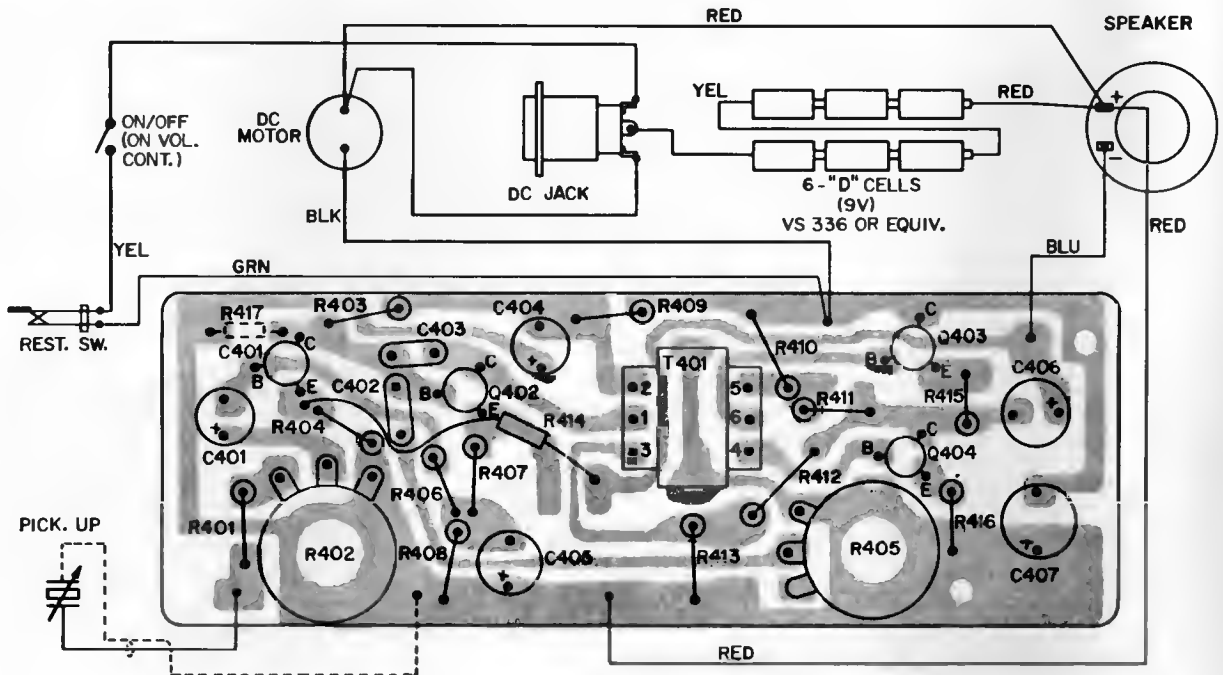 RED
SPEAKER
ON/OFF
(ON VOL.
CONT.)
DC
MOTOR
DC JACK
YEL
RED
+
−
6-"D" CELLS
(9V)
VS 336 OR EQUIV.
BLK
YEL
GRN
BLU
RED
REST. SW.
R417
R403
C404
R409
C403
C401
C
B
E
C402
C
B
Q402
E
R404
R414
+
T401
2
1
3
5
6
4
R410
R411
C
Q403
B
E
R415
C406
+
C401
+
R406
R407
R412
C
B
Q404
E
R401
R402
R408
C405
+
R413
R405
R416
C407
+
PICK. UP
RED